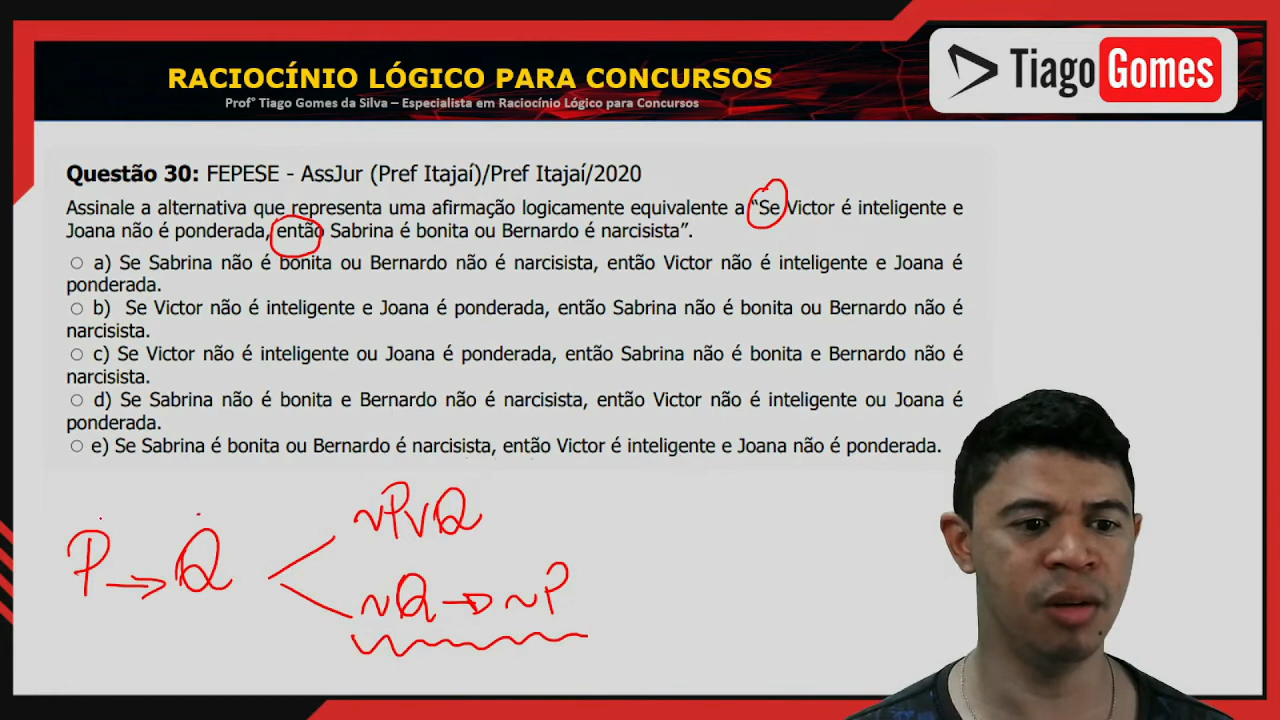 RACIOCÍNIO LÓGICO PARA CONCURSOS
Prof° Tiago Gomes da Silva – Especialista em Raciocínio Lógico para Concursos
Tiago Gomes
Questão 30: FEPESE - AssJur (Pref Itajaí)/Pref Itajaí/2020
Assinale a alternativa que representa uma afirmação logicamente equivalente a “Se Victor é inteligente e
Joana não é ponderada, então Sabrina é bonita ou Bernardo é narcisista”.
a) Se Sabrina não é bonita ou Bernardo não é narcisista, então Victor não é inteligente e Joana é
ponderada.
b) Se Victor não é inteligente e Joana é ponderada, então Sabrina não é bonita ou Bernardo não é
narcisista.
c) Se Victor não é inteligente ou Joana é ponderada, então Sabrina não é bonita e Bernardo não é
narcisista.
d) Se Sabrina não é bonita e Bernardo não é narcisista, então Victor não é inteligente ou Joana é
ponderada.
e) Se Sabrina é bonita ou Bernardo é narcisista, então Victor é inteligente e Joana não é ponderada.
~P∨Q
P→Q
~Q→~P